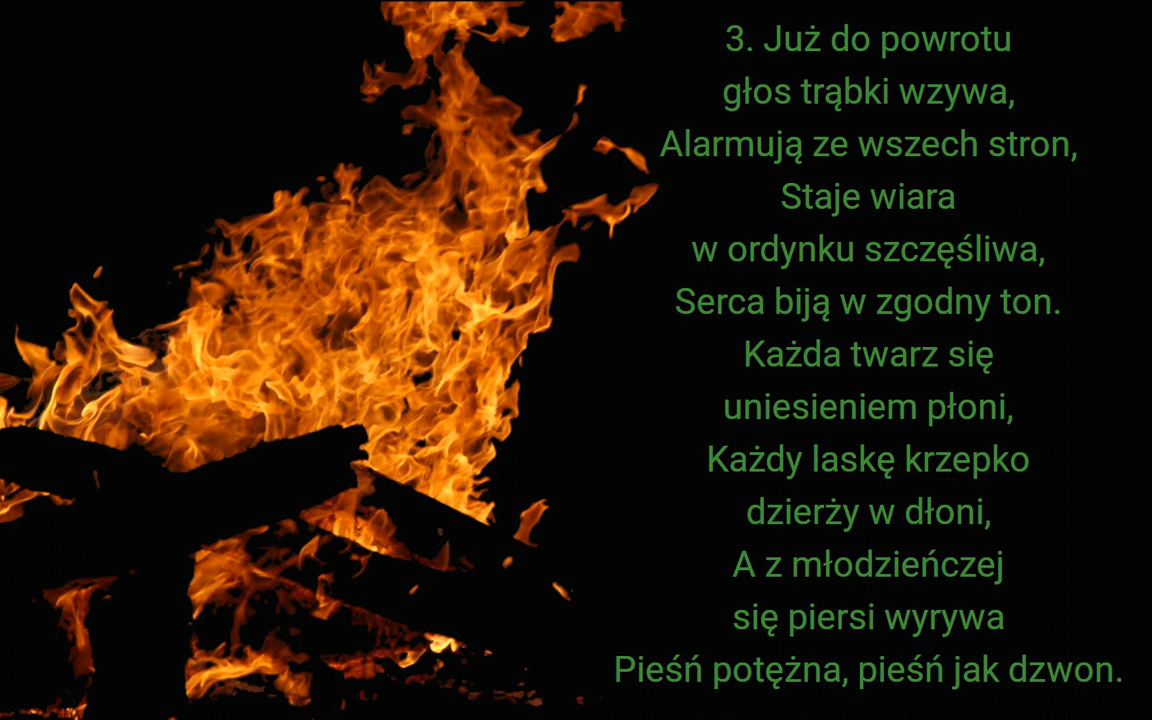 3. Już do powrotu
głos trąbki wzywa,
Alarmują ze wszech stron,
Staje wiara
w ordynku szczęśliwa,
Serca biją w zgodny ton.
Każda twarz się
uniesieniem płoni,
Każdy laskę krzepko
dzierży w dłoni,
A z młodzieńczej
się piersi wyrywa
Pieśń potężna, pieśń jak dzwon.